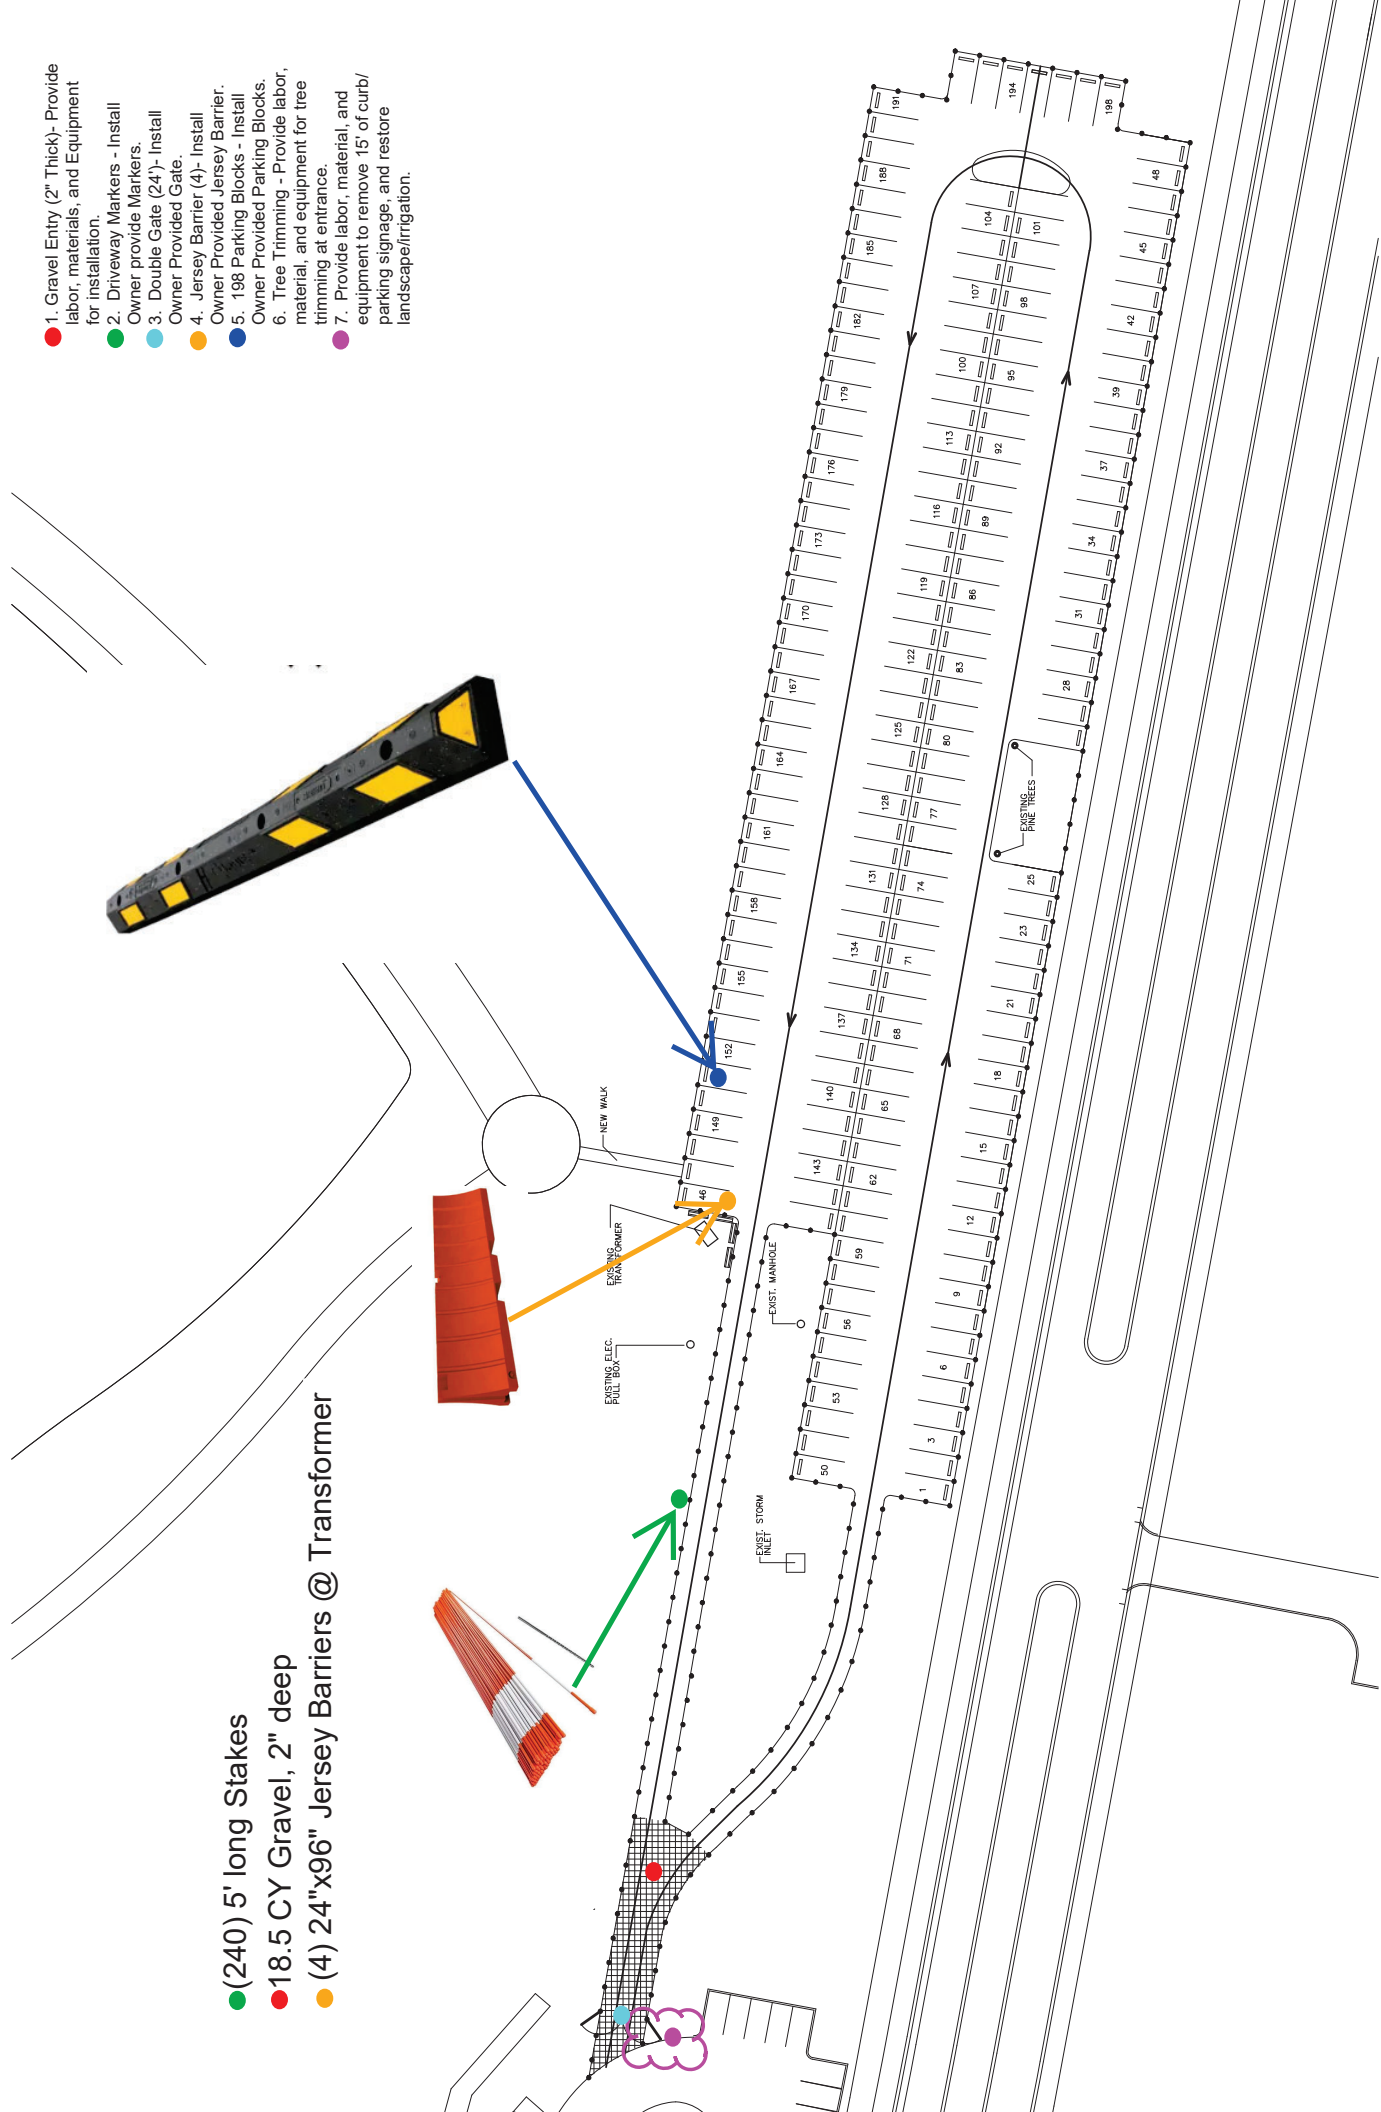 1. Gravel Entry (2" Thick)- Provide
labor, materials, and Equipment
for installation.
2. Driveway Markers - Install
Owner provide Markers.
3. Double Gate (24')- Install
Owner Provided Gate.
4. Jersey Barrier (4)- Install
Owner Provided Jersey Barrier.
5. 198 Parking Blocks - Install
Owner Provided Parking Blocks.
6. Tree Trimming - Provide labor,
material, and equipment for tree
trimming at entrance.
7. Provide labor, material, and
equipment to remove 15' of curb/
parking signage, and restore
landscape/irrigation.
(240) 5' long Stakes
18.5 CY Gravel, 2" deep
(4) 24"x96" Jersey Barriers @ Transformer
EXISTING ELEC.
PULL BOX
EXISTING
TRANSFORMER
NEW WALK
EXIST. STORM
INLET
EXIST. MANHOLE
EXISTING
PINE TREES
46
149
152
155
158
161
164
167
170
173
176
179
182
185
188
191
194
198
143
140
137
134
131
128
125
122
119
116
113
100
107
104
50
53
56
59
62
65
68
71
74
77
80
83
86
89
92
95
98
101
1
3
6
9
12
15
18
21
23
25
28
31
34
37
39
42
45
48